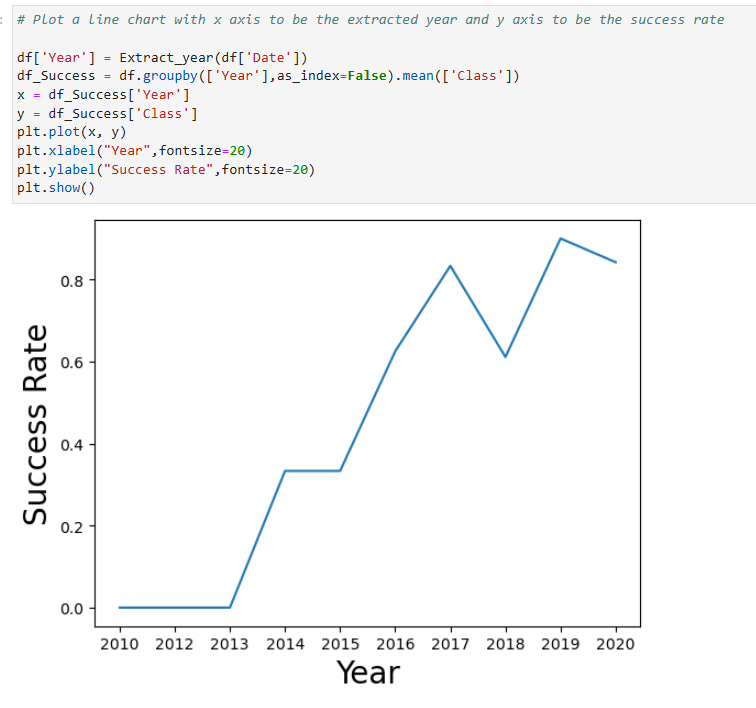 # Plot a line chart with x axis to be the extracted year and y axis to be the success rate
df['Year'] = Extract_year(df['Date'])
df_Success = df.groupby(['Year'],as_index=False).mean(['Class'])
x = df_Success['Year']
y = df_Success['Class']
plt.plot(x, y)
plt.xlabel("Year",fontsize=20)
plt.ylabel("Success Rate",fontsize=20)
plt.show()
Success Rate
0.8
0.6
0.4
0.2
0.0
2010 2012 2013 2014 2015 2016 2017 2018 2019 2020
Year